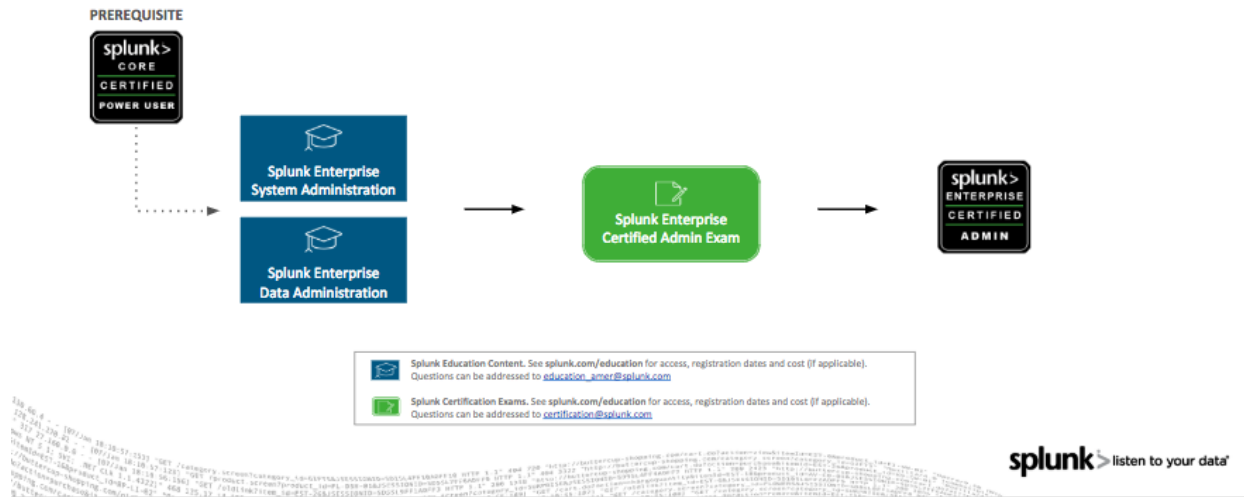 PREREQUISITE
splunk>
CORE
CERTIFIED
POWER USER
Splunk Enterprise
System Administration
Splunk Enterprise
Data Administration
Splunk Enterprise
Certified Admin Exam
splunk>
ENTERPRISE
CERTIFIED
ADMIN
Splunk Education Content. See splunk.com/education for access, registration dates and cost (if applicable).
Questions can be addressed to education_amer@splunk.com
Splunk Certification Exams. See splunk.com/education for access, registration dates and cost (if applicable).
Questions can be addressed to certification@splunk.com
splunk> listen to your data®